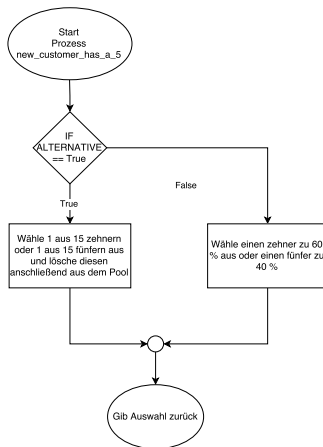 Start
Prozess
new_customer_has_a_5
IF
ALTERNATIVE
== True
False
True
Wähle 1 aus 15 zehnern
oder 1 aus 15 fünfern aus
und lösche diesen
anschließend aus dem Pool
Wähle einen zehner zu 60
% aus oder einen fünfer zu
40 %
Gib Auswahl zurück